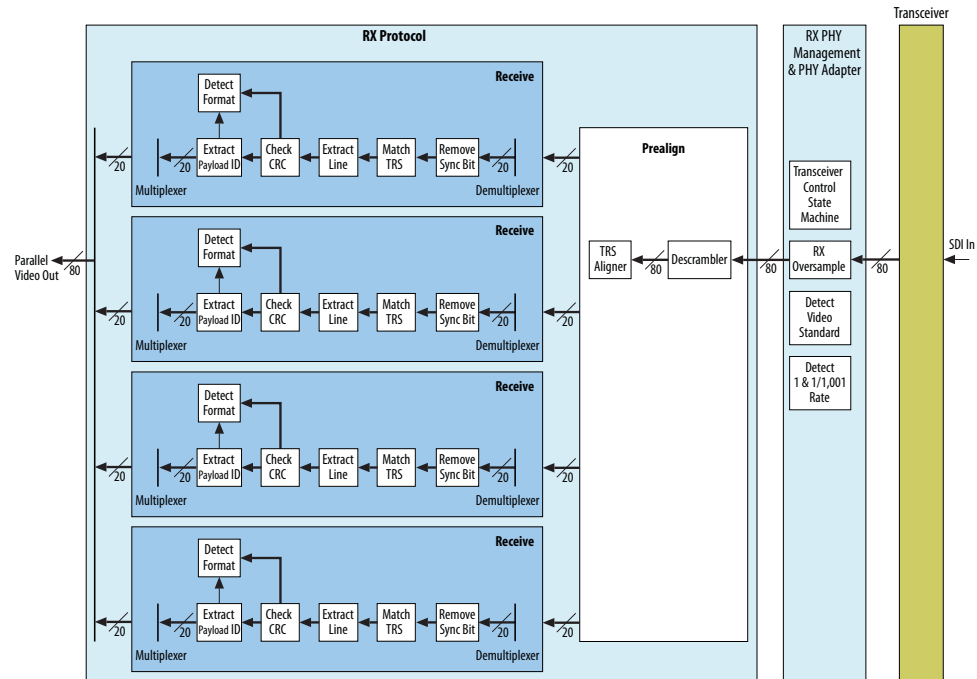 Transceiver
RX Protocol
RX PHY
Management
& PHY Adapter
Receive
Detect
Format
Extract
Payload ID
Check
CRC
Extract
Line
Match
TRS
Remove
Sync Bit
20
20
20
20
Multiplexer
Demultiplexer
Prealign
Transceiver
Control
State
Machine
Receive
Detect
Format
Extract
Payload ID
Check
CRC
Extract
Line
Match
TRS
Remove
Sync Bit
20
20
20
20
Multiplexer
Demultiplexer
Parallel
Video Out
80
TRS
Aligner
80
Descrambler
80
RX
Oversample
80
SDI In
Detect
Video
Standard
Detect
1 & 1/1,001
Rate
Receive
Detect
Format
Extract
Payload ID
Check
CRC
Extract
Line
Match
TRS
Remove
Sync Bit
20
20
20
20
Multiplexer
Demultiplexer
Receive
Detect
Format
Extract
Payload ID
Check
CRC
Extract
Line
Match
TRS
Remove
Sync Bit
20
20
20
20
Multiplexer
Demultiplexer